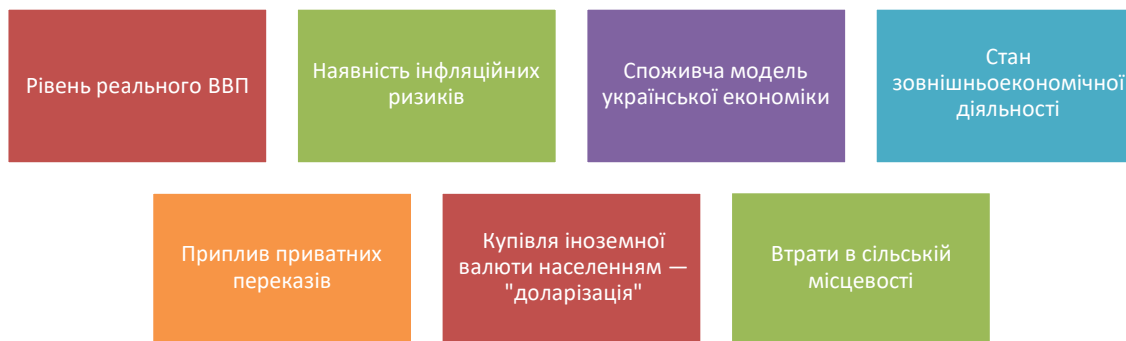 Рівень реального ВВП
Наявність інфляційних
ризиків
Споживча модель
української економіки
Стан
зовнішньоекономічної
діяльності
Приплив приватних
переказів
Купівля іноземної
валюти населенням —
"доларізація"
Втрати в сільській
місцевості